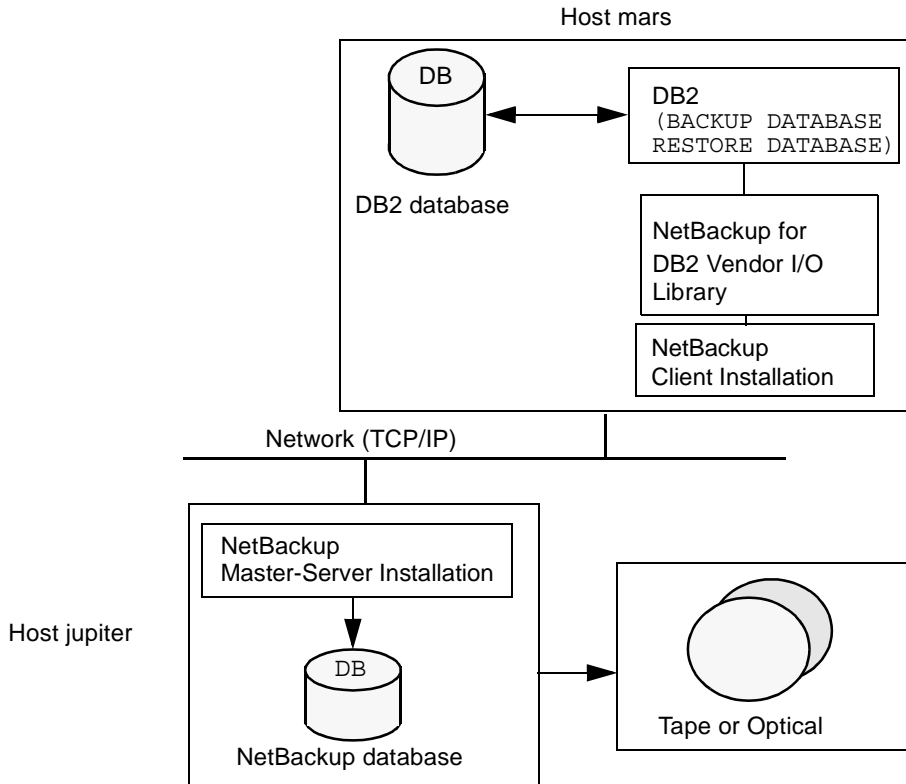 Host mars
DB
DB2
(BACKUP DATABASE
RESTORE DATABASE)
DB2 database
NetBackup for
DB2 Vendor I/O
Library
NetBackup
Client Installation
Network (TCP/IP)
NetBackup
Master-Server Installation
Host jupiter
DB
NetBackup database
Tape or Optical